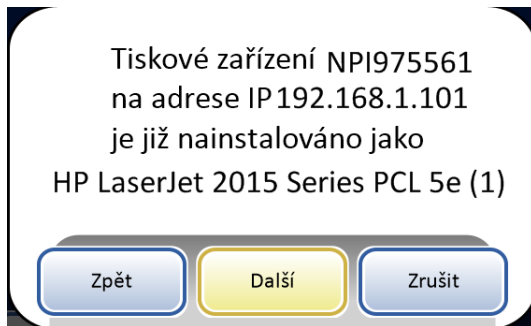 Tiskové zařízení NPI975561
na adrese IP 192.168.1.101
je již nainstalováno jako
HP LaserJet 2015 Series PCL 5e (1)
Zpět Další Zrušit